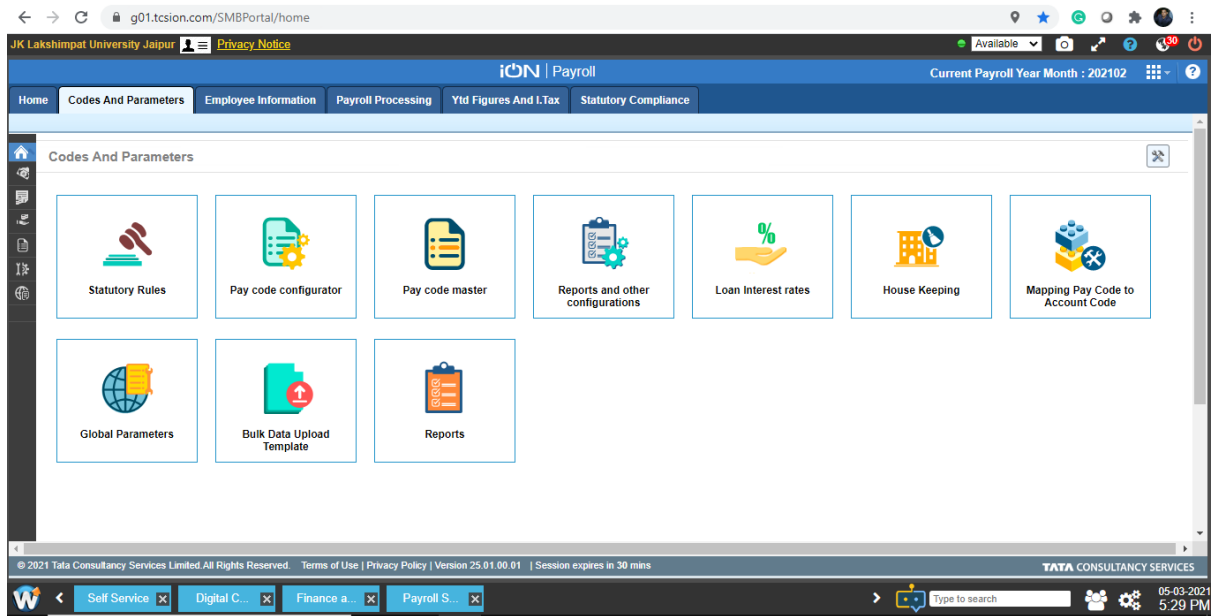 g01.tcsion.com/SMBPortal/home
JK Lakshimpat University Jaipur Privacy Notice Available 30
iON | Payroll Current Payroll Year Month : 202102
Home Codes And Parameters Employee Information Payroll Processing Ytd Figures And I.Tax Statutory Compliance
Codes And Parameters
Statutory Rules
Pay code configurator
Pay code master
Reports and other
configurations
Loan Interest rates
House Keeping
Mapping Pay Code to
Account Code
Global Parameters
Bulk Data Upload
Template
Reports
© 2021 Tata Consultancy Services Limited.All Rights Reserved. Terms of Use | Privacy Policy | Version 25.01.00.01 | Session expires in 30 mins TATA CONSULTANCY SERVICES
Self Service Digital C... Finance a... Payroll S... Type to search 05-03-2021
5:29 PM